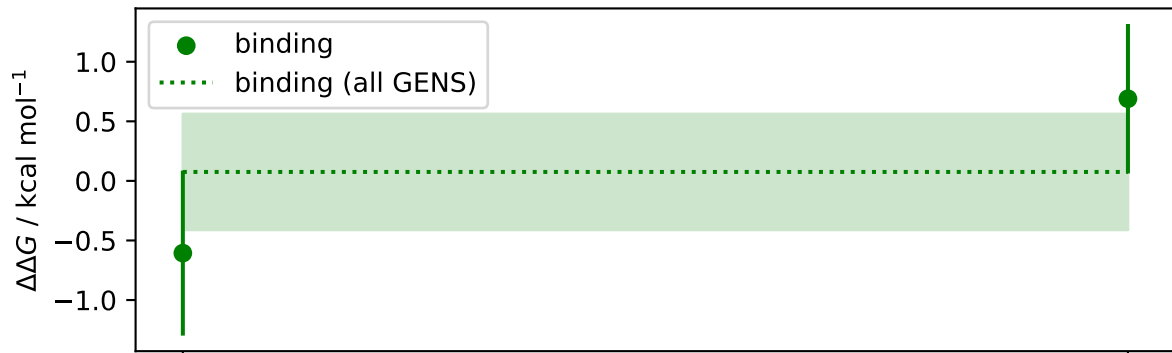 binding
binding (all GENS)
ΔΔG / kcal mol⁻¹
1.0
0.5
0.0
−0.5
−1.0